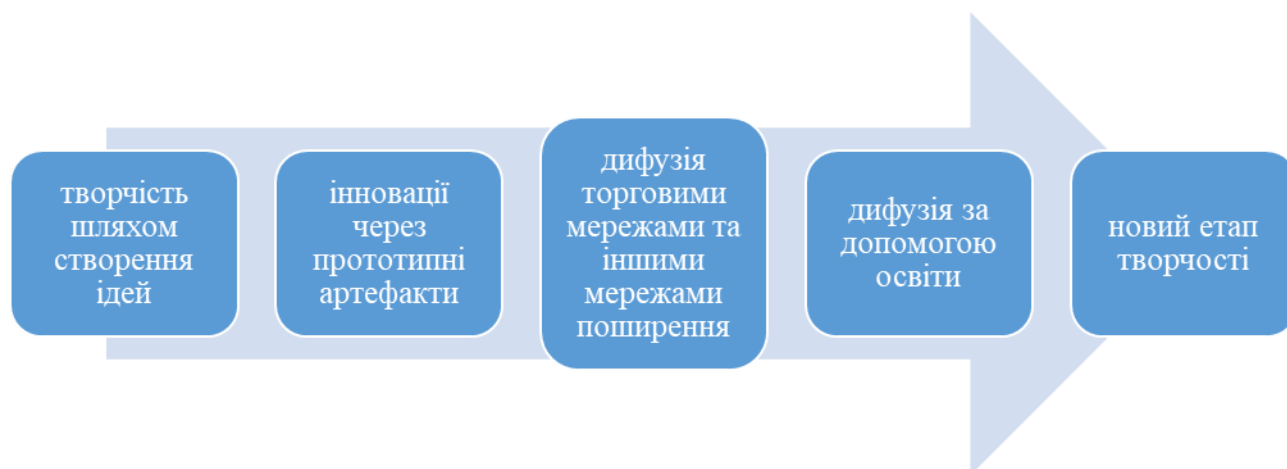 творчість
шляхом
створення
ідей
інновації
через
прототипні
артефакти
дифузія
торговими
мережами та
іншими
мережами
поширення
дифузія за
допомогою
освіти
новий етап
творчості